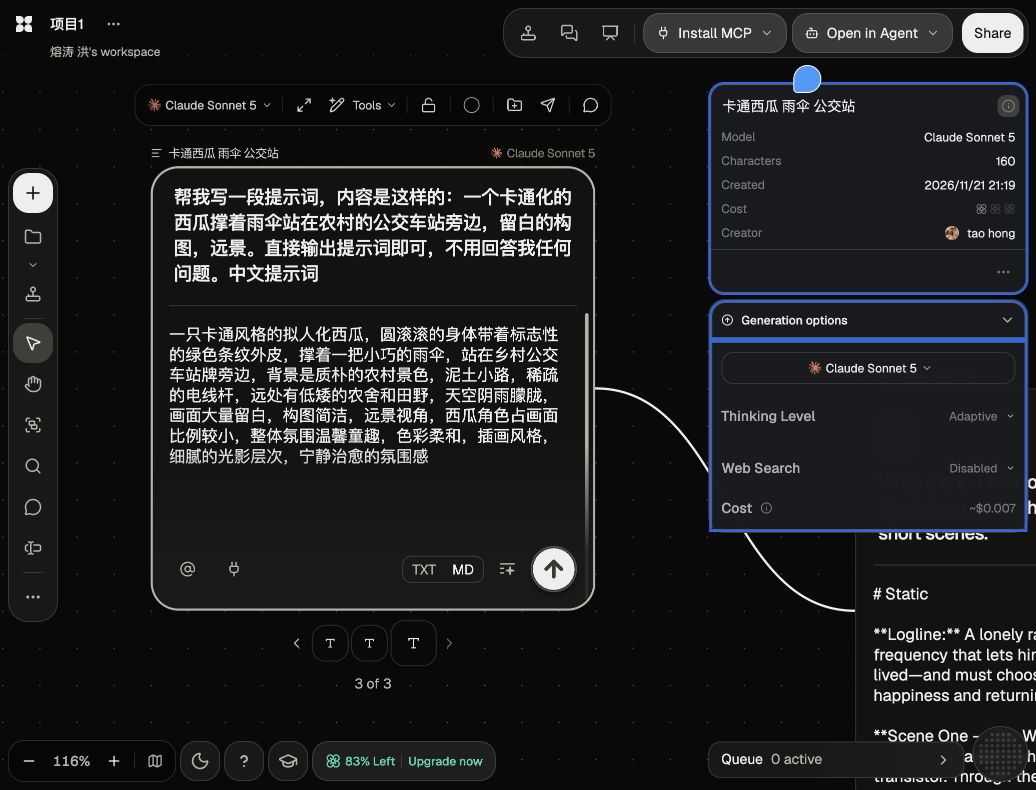 项目1
熔涛 洪's workspace
Install MCP
Open in Agent
Share
Claude Sonnet 5
Tools
卡通西瓜 雨伞 公交站
Claude Sonnet 5
帮我写一段提示词，内容是这样的：一个卡通化的
西瓜撑着雨伞站在农村的公交车站旁边，留白的构
图，远景。直接输出提示词即可，不用回答我任何
问题。中文提示词
一只卡通风格的拟人化西瓜，圆滚滚的身体带着标志性
的绿色条纹外皮，撑着一把小巧的雨伞，站在乡村公交
车站牌旁边，背景是质朴的农村景色，泥土小路，稀疏
的电线杆，远处有低矮的农舍和田野，天空阴雨朦胧，
画面大量留白，构图简洁，远景视角，西瓜角色占画面
比例较小，整体氛围温馨童趣，色彩柔和，插画风格，
细腻的光影层次，宁静治愈的氛围感
TXT MD
T T T
3 of 3
卡通西瓜 雨伞 公交站
Model Claude Sonnet 5
Characters 160
Created 2026/11/21 21:19
Cost
Creator tao hong
Generation options
Claude Sonnet 5
Thinking Level Adaptive
Web Search Disabled
Cost ~$0.007
short scenes.
# Static
**Logline:** A lonely ra
frequency that lets hin
lived—and must choos
happiness and returnin
**Scene One –
transistor. Through the
116%
?
83% Left Upgrade now
Queue 0 active